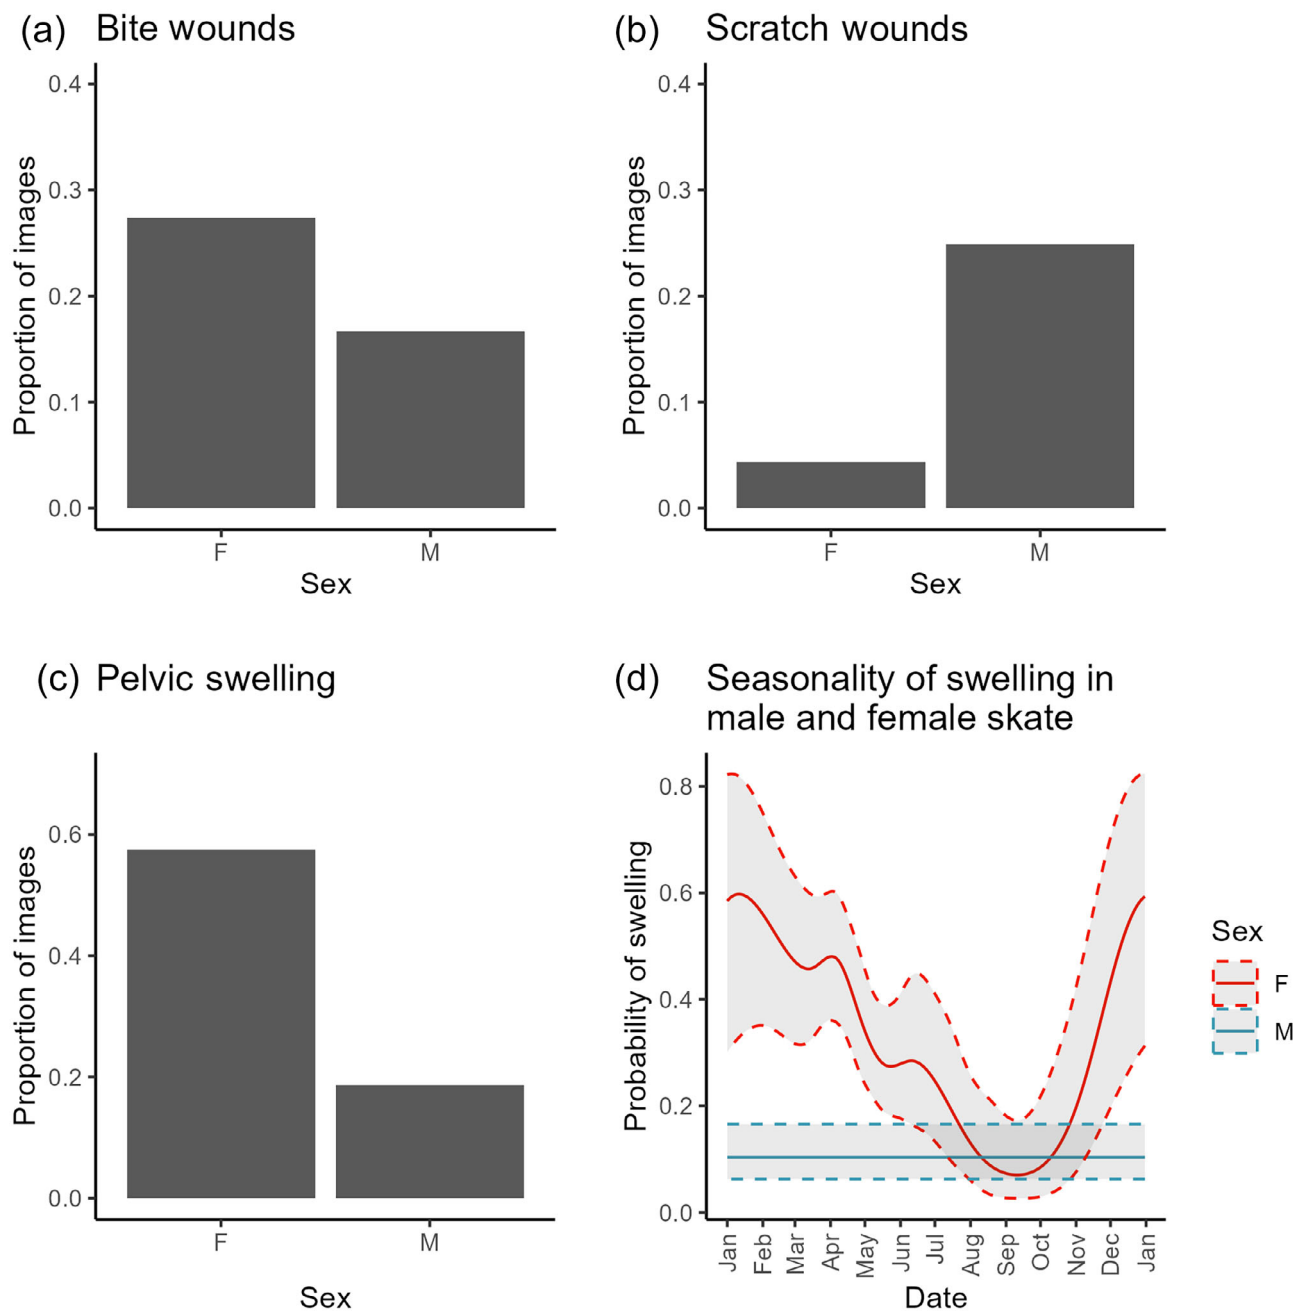 (a) Bite wounds
0.4
0.3
0.2
0.1
0.0
Proportion of images
F M
Sex
(b) Scratch wounds
0.4
0.3
0.2
0.1
0.0
Proportion of images
F M
Sex
(c) Pelvic swelling
0.6
0.4
0.2
0.0
Proportion of images
F M
Sex
(d) Seasonality of swelling in
male and female skate
0.8
0.6
0.4
0.2
0.0
Probability of swelling
Jan Feb Mar Apr May Jun Jul Aug Sep Oct Nov Dec Jan
Date
Sex
F
M